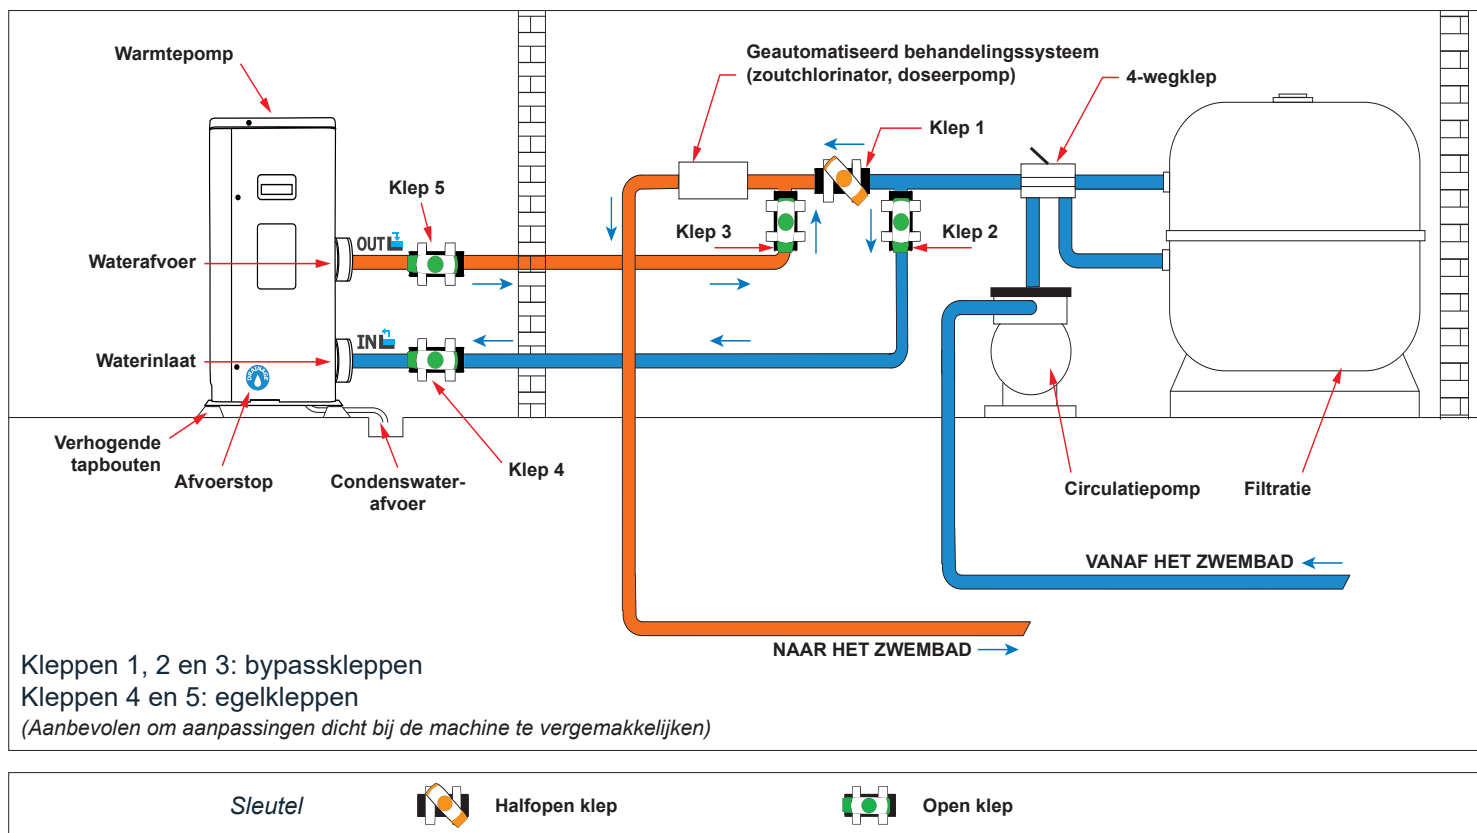 Warmtepomp
Geautomatiseerd behandelingssysteem
(zoutchlorinator, doseerpomp)
4-wegklep
Klep 1
Klep 5
Klep 3
Klep 2
OUT
Waterafvoer
IN
Waterinlaat
DRAINAGE
Verhogende
tapbouten
Afvoerstop
Condenswater-
afvoer
Klep 4
Circulatiepomp
Filtratie
VANAF HET ZWEMBAD
NAAR HET ZWEMBAD
Kleppen 1, 2 en 3: bypasskleppen
Kleppen 4 en 5: egelkleppen
(Aanbevolen om aanpassingen dicht bij de machine te vergemakkelijken)
Sleutel
Halfopen klep
Open klep